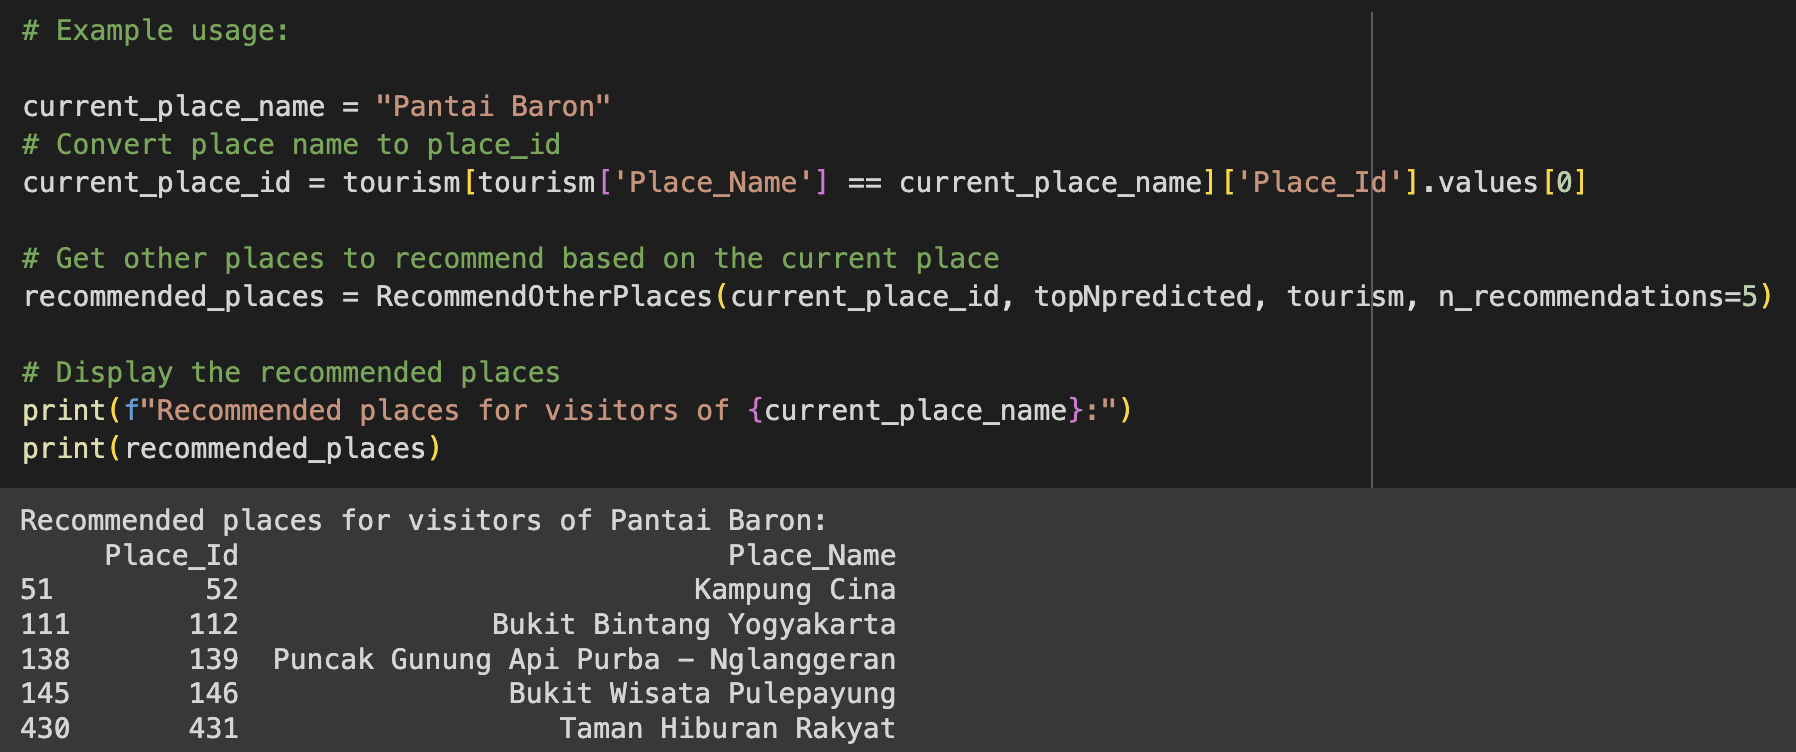 # Example usage:
current_place_name = "Pantai Baron"
# Convert place name to place_id
current_place_id = tourism[tourism['Place_Name'] == current_place_name]['Place_Id'].values[0]
# Get other places to recommend based on the current place
recommended_places = RecommendOtherPlaces(current_place_id, topNpredicted, tourism, n_recommendations=5)
# Display the recommended places
print(f"Recommended places for visitors of {current_place_name}:")
print(recommended_places)
Recommended places for visitors of Pantai Baron:
     Place_Id                             Place_Name
51         52                           Kampung Cina
111       112               Bukit Bintang Yogyakarta
138       139  Puncak Gunung Api Purba – Nglanggeran
145       146                Bukit Wisata Pulepayung
430       431                   Taman Hiburan Rakyat